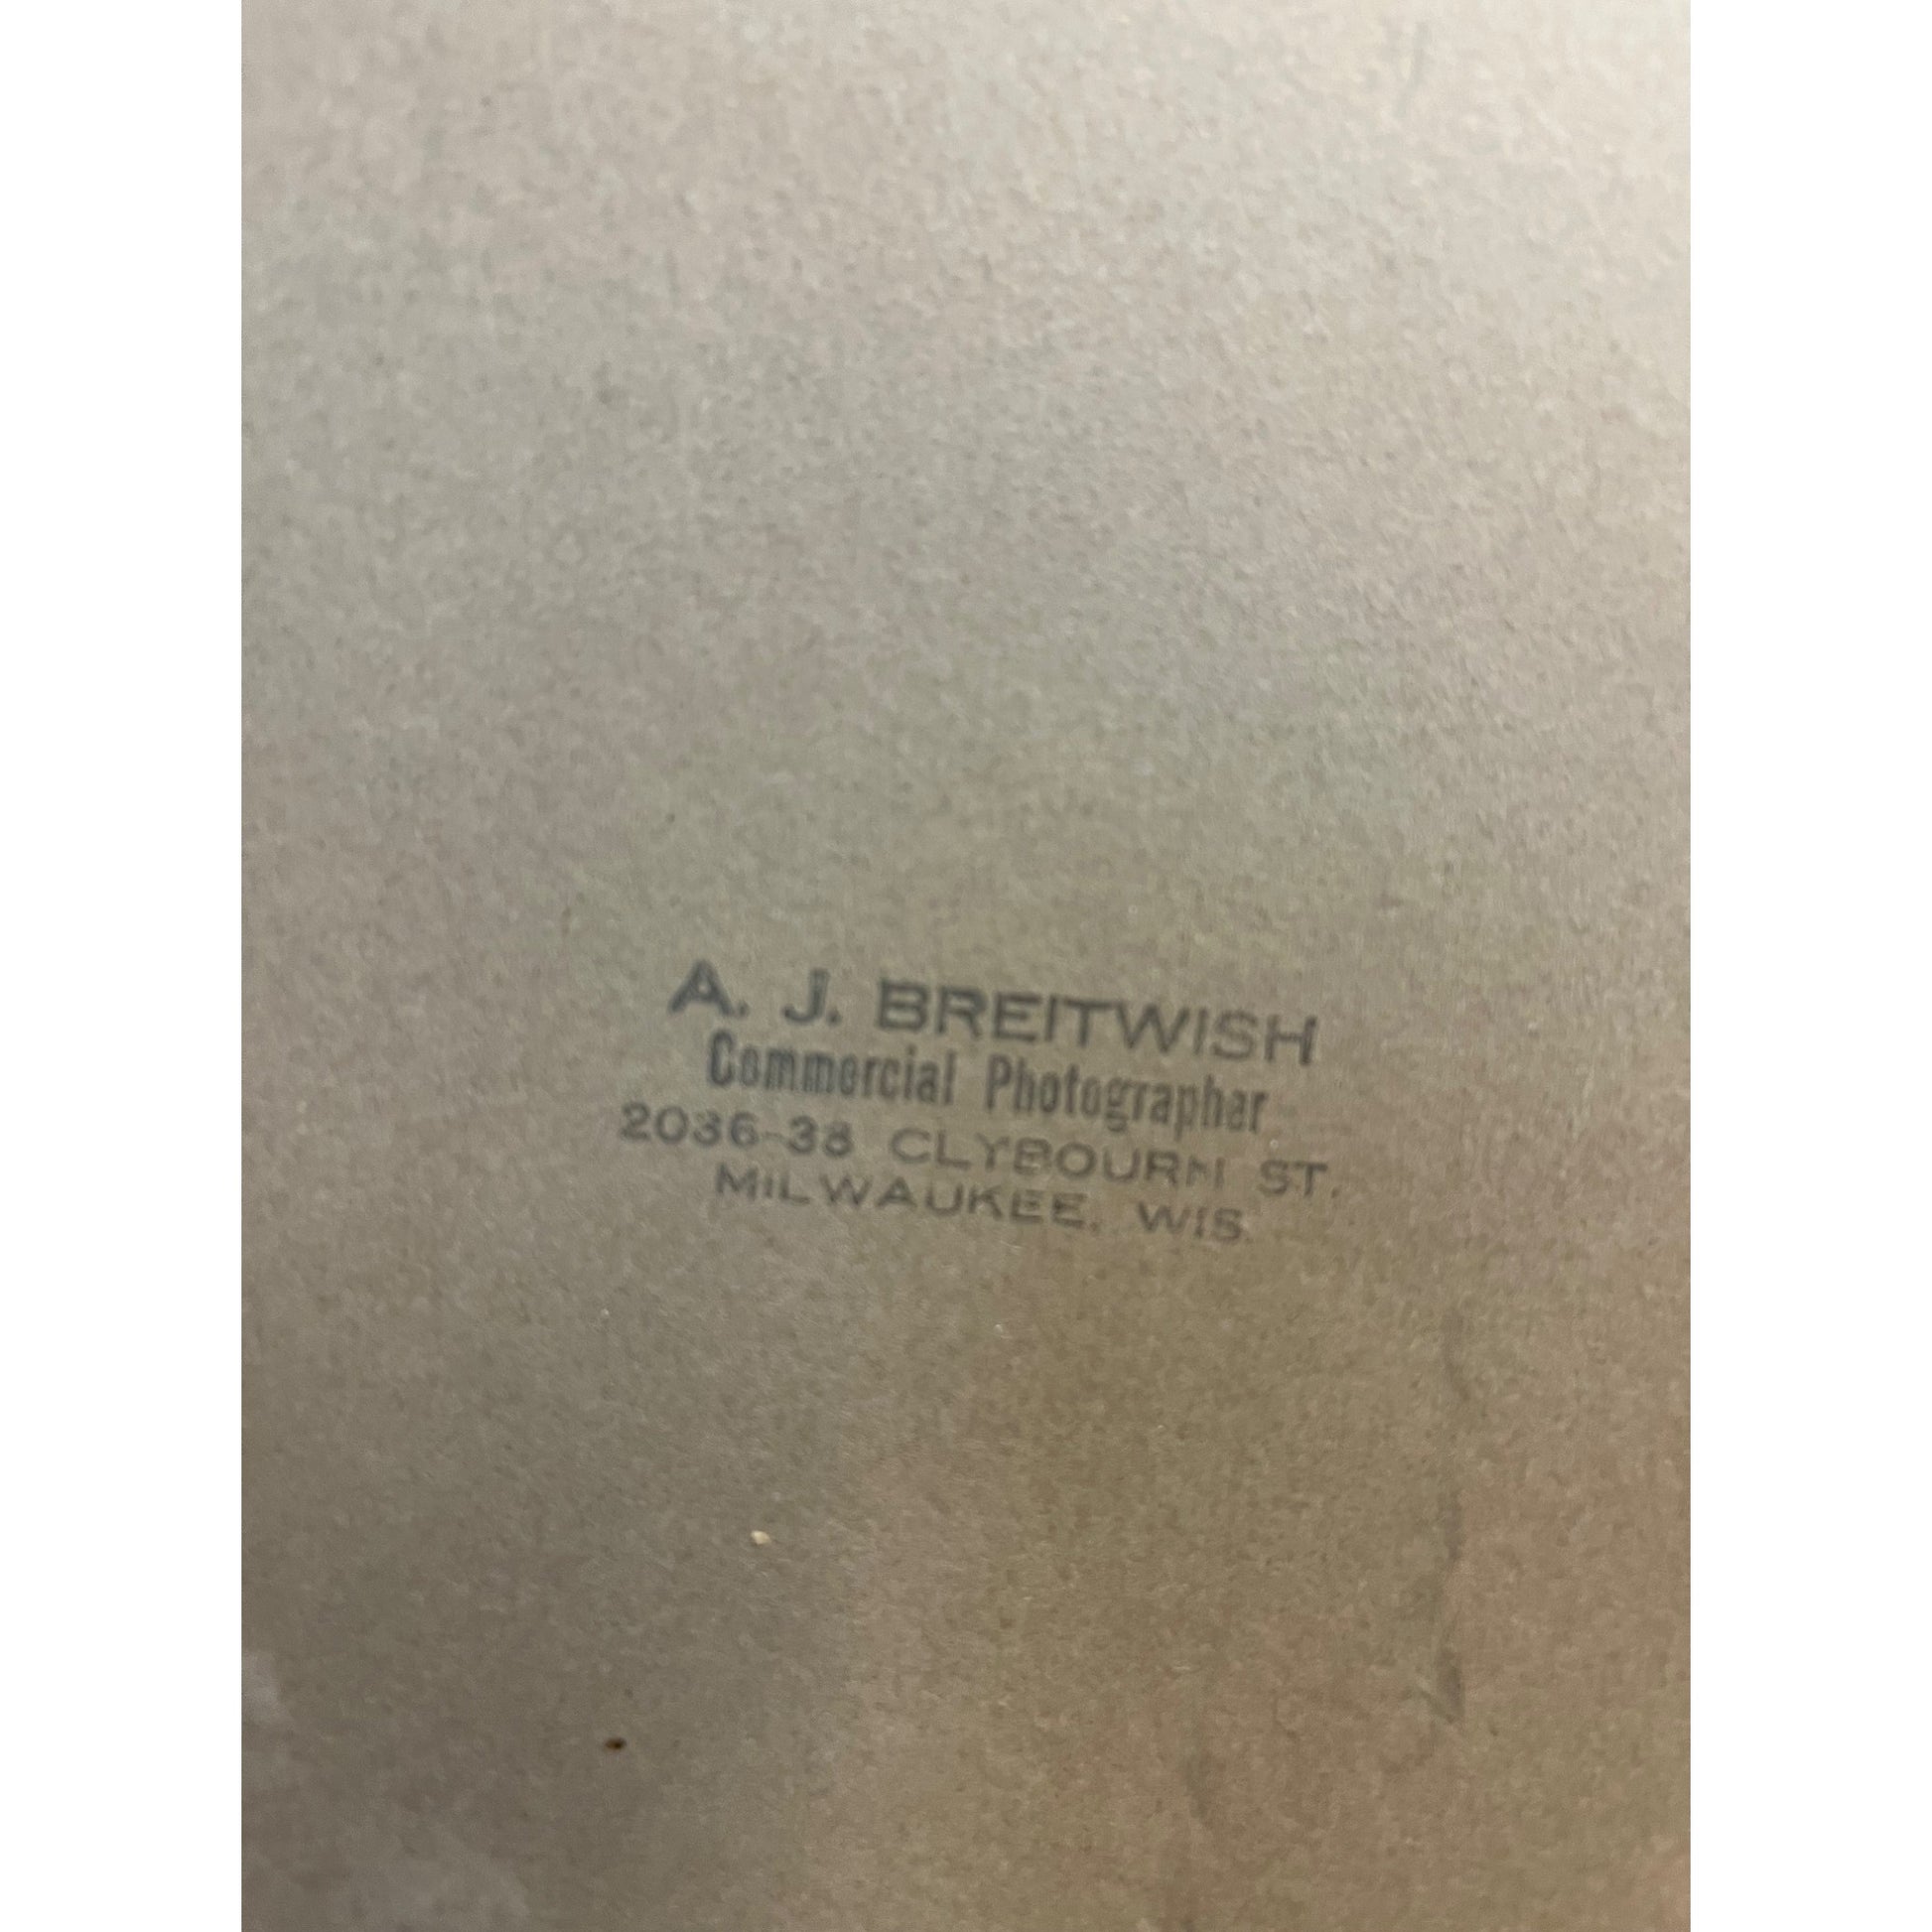 A. J. BREITWISH
Commercial Photographer
2036-38 CLYBOURN ST.
MILWAUKEE, WIS.